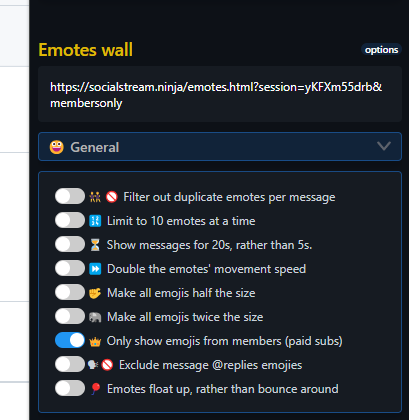 Emotes wall
options
https://socialstream.ninja/emotes.html?session=yKFXm55drb&
membersonly
General
Filter out duplicate emotes per message
Limit to 10 emotes at a time
Show messages for 20s, rather than 5s.
Double the emotes' movement speed
Make all emojis half the size
Make all emojis twice the size
Only show emojis from members (paid subs)
Exclude message @replies emojies
Emotes float up, rather than bounce around